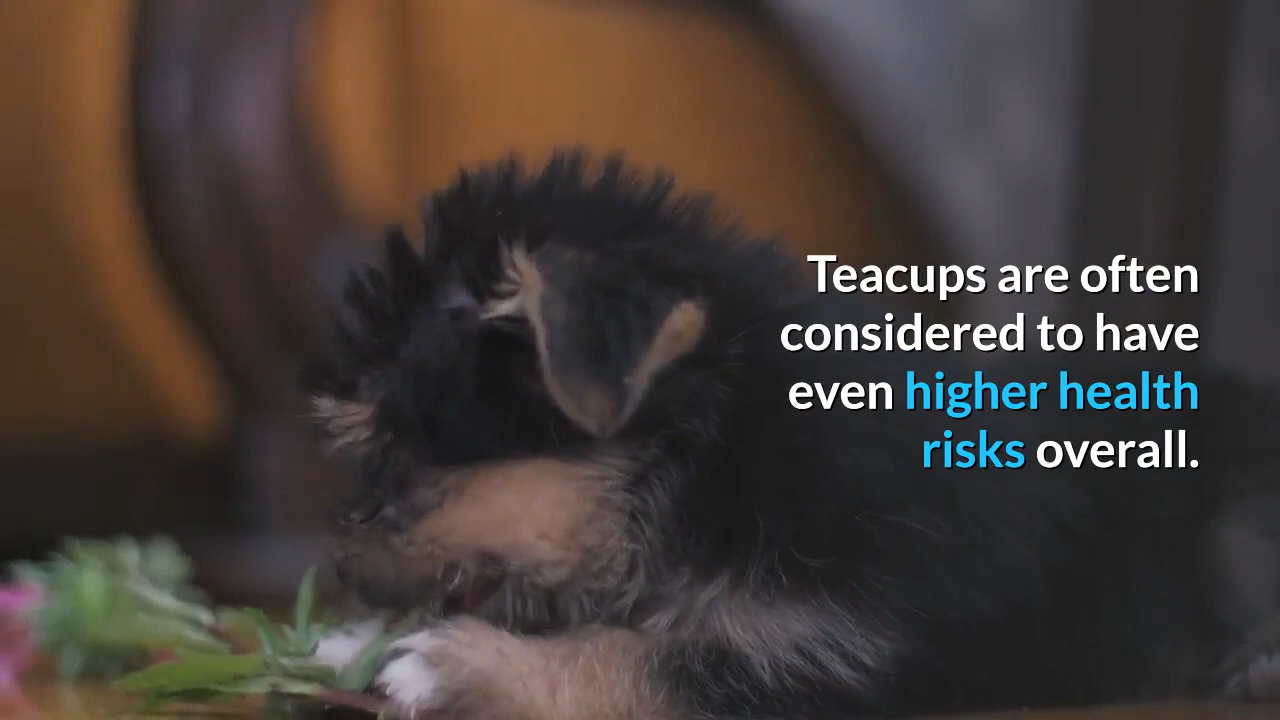 Teacups are often
considered to have
even higher health
risks overall.